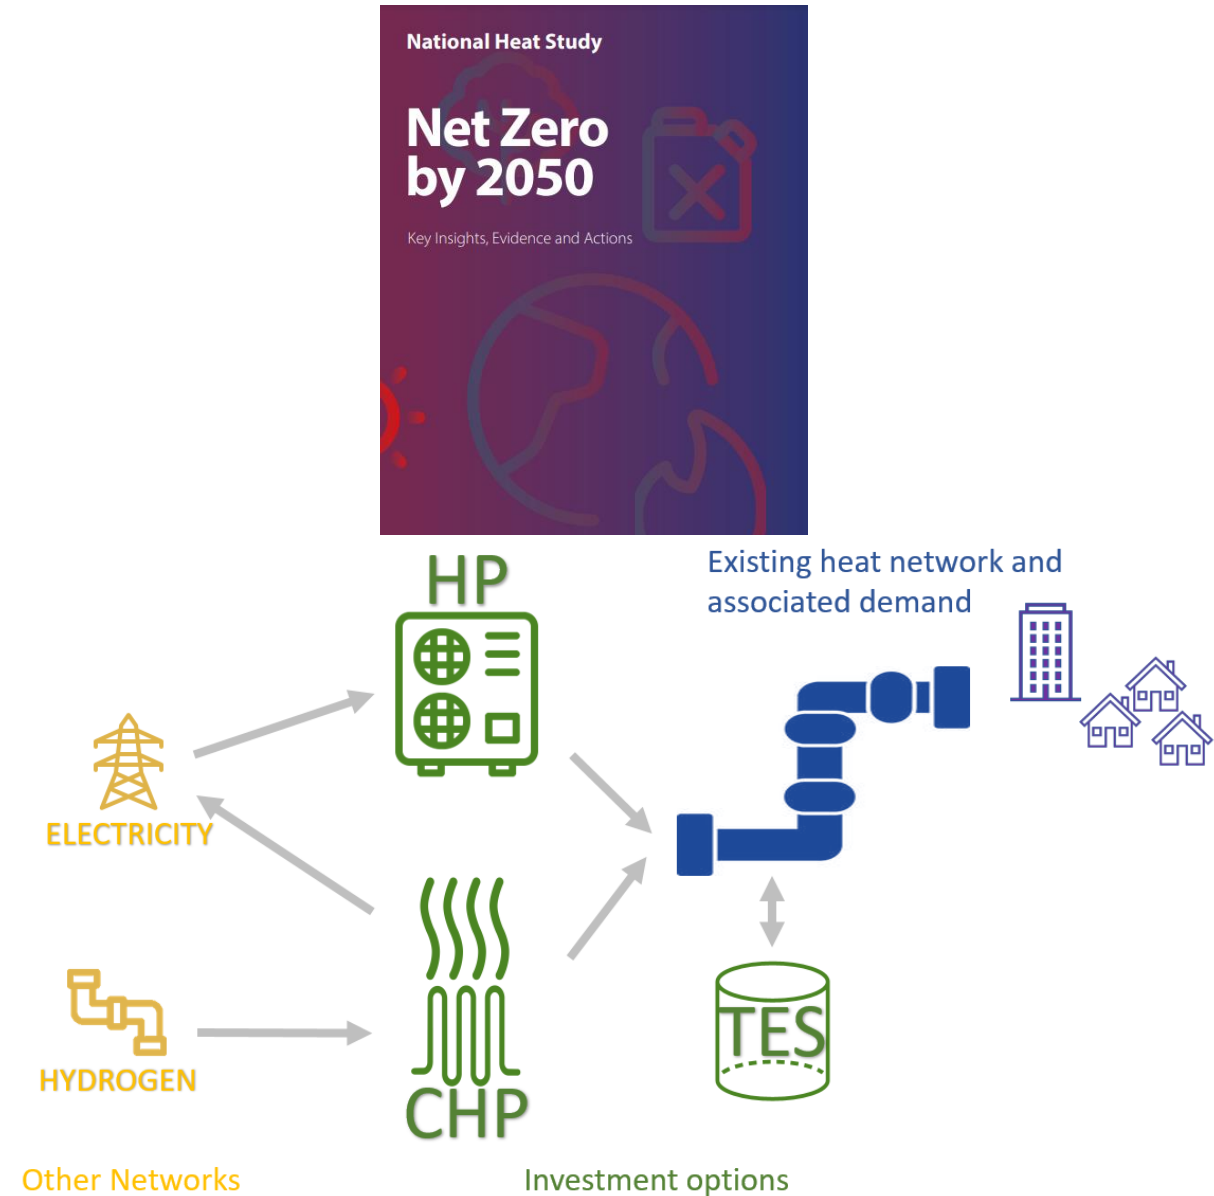 National Heat Study
Net Zero
by 2050
Key Insights, Evidence and Actions
HP
Existing heat network and
associated demand
ELECTRICITY
HYDROGEN
CHP
TES
Other Networks
Investment options